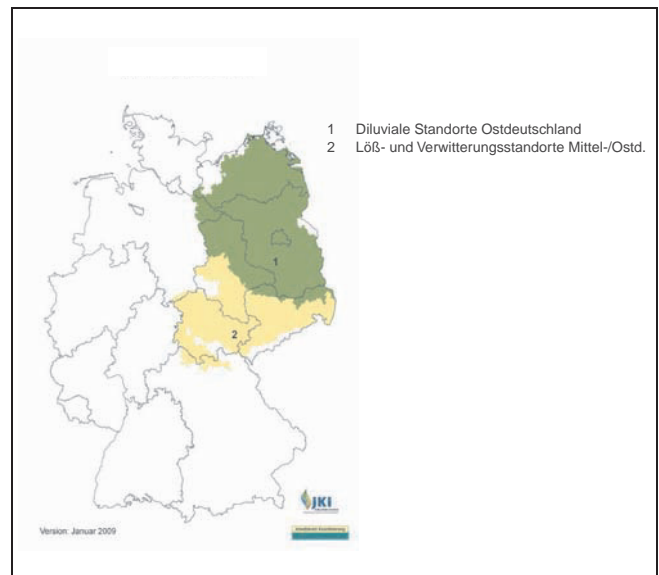 1 Diluviale Standorte Ostdeutschland
2 Löß- und Verwitterungsstandorte Mittel-/Ostd.
1
2
JKI
Version: Januar 2009